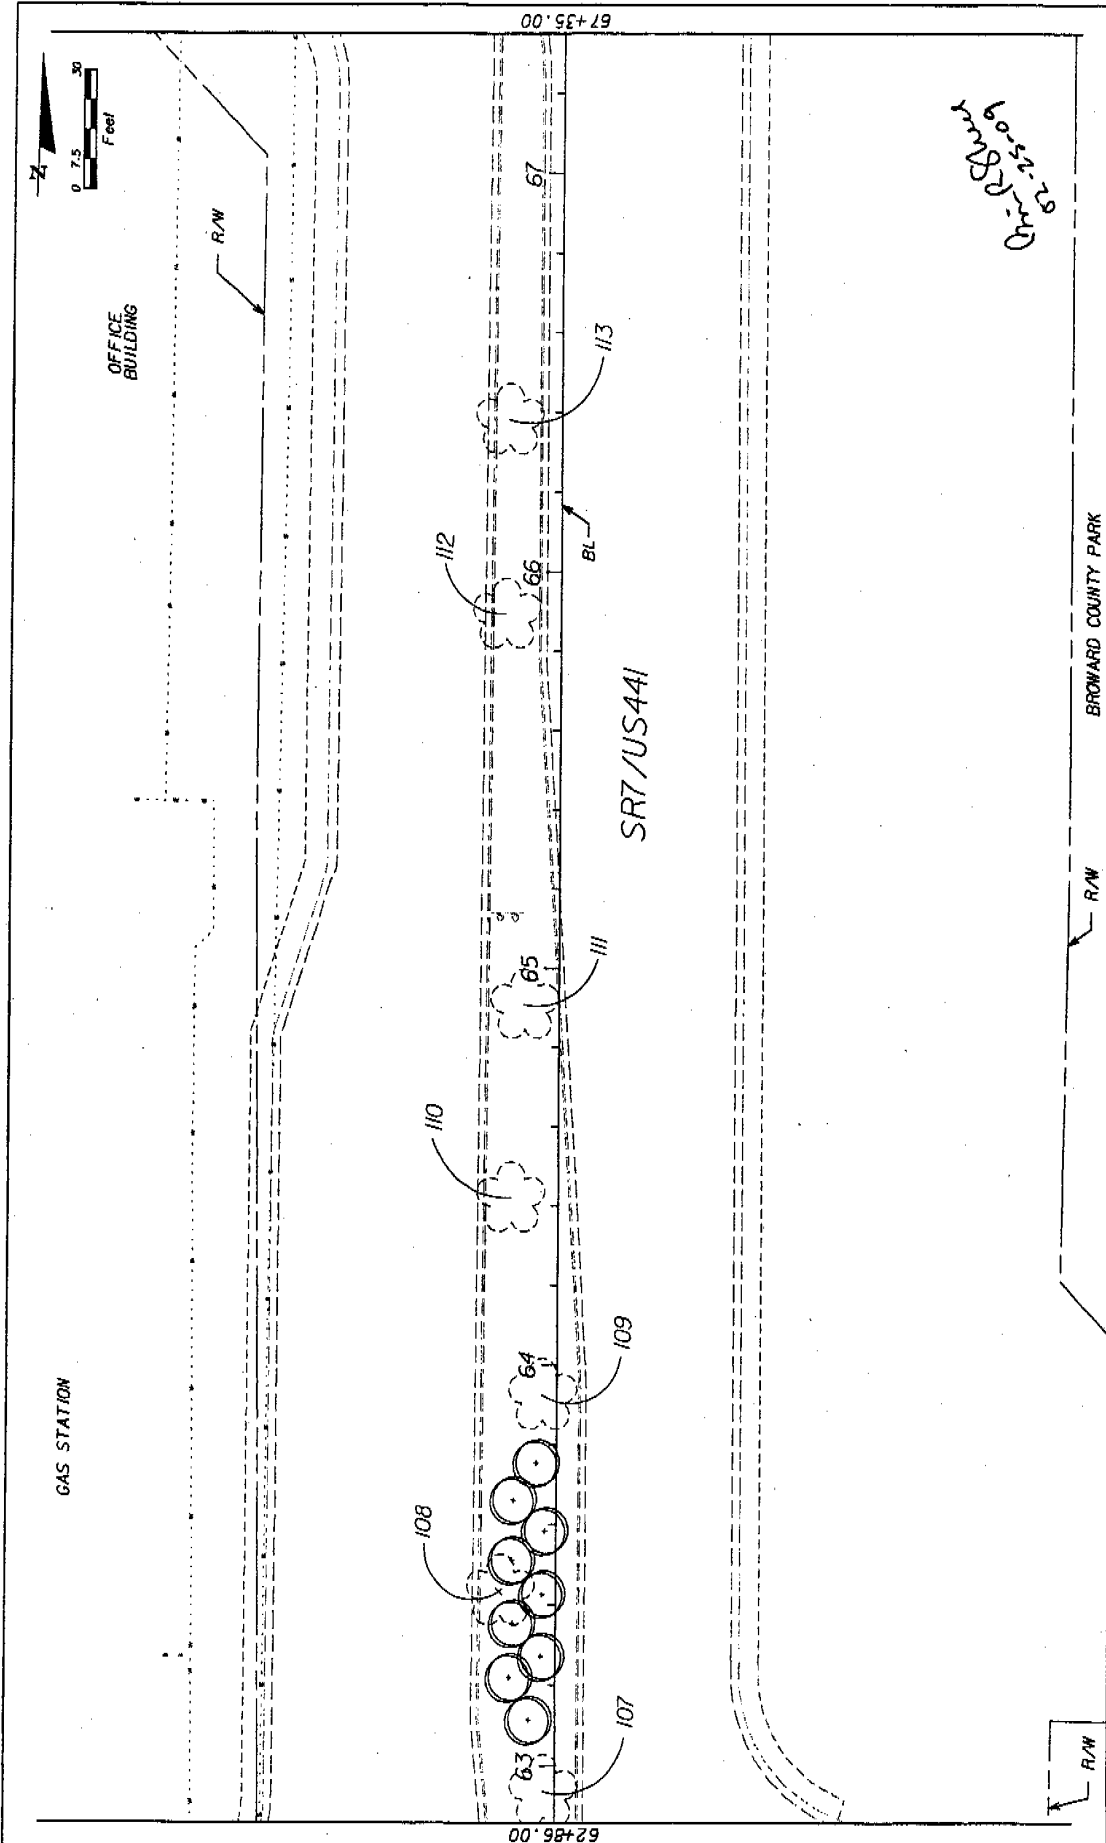 67+35.00
N
0 7.5 30
Feet
OFFICE
BUILDING
R/W
67
02-25-09
113
112
66
BL
SR7/US441
BROWARD COUNTY PARK
R/W
65
111
110
GAS STATION
64
109
108
107
63
R/W
62+86.00